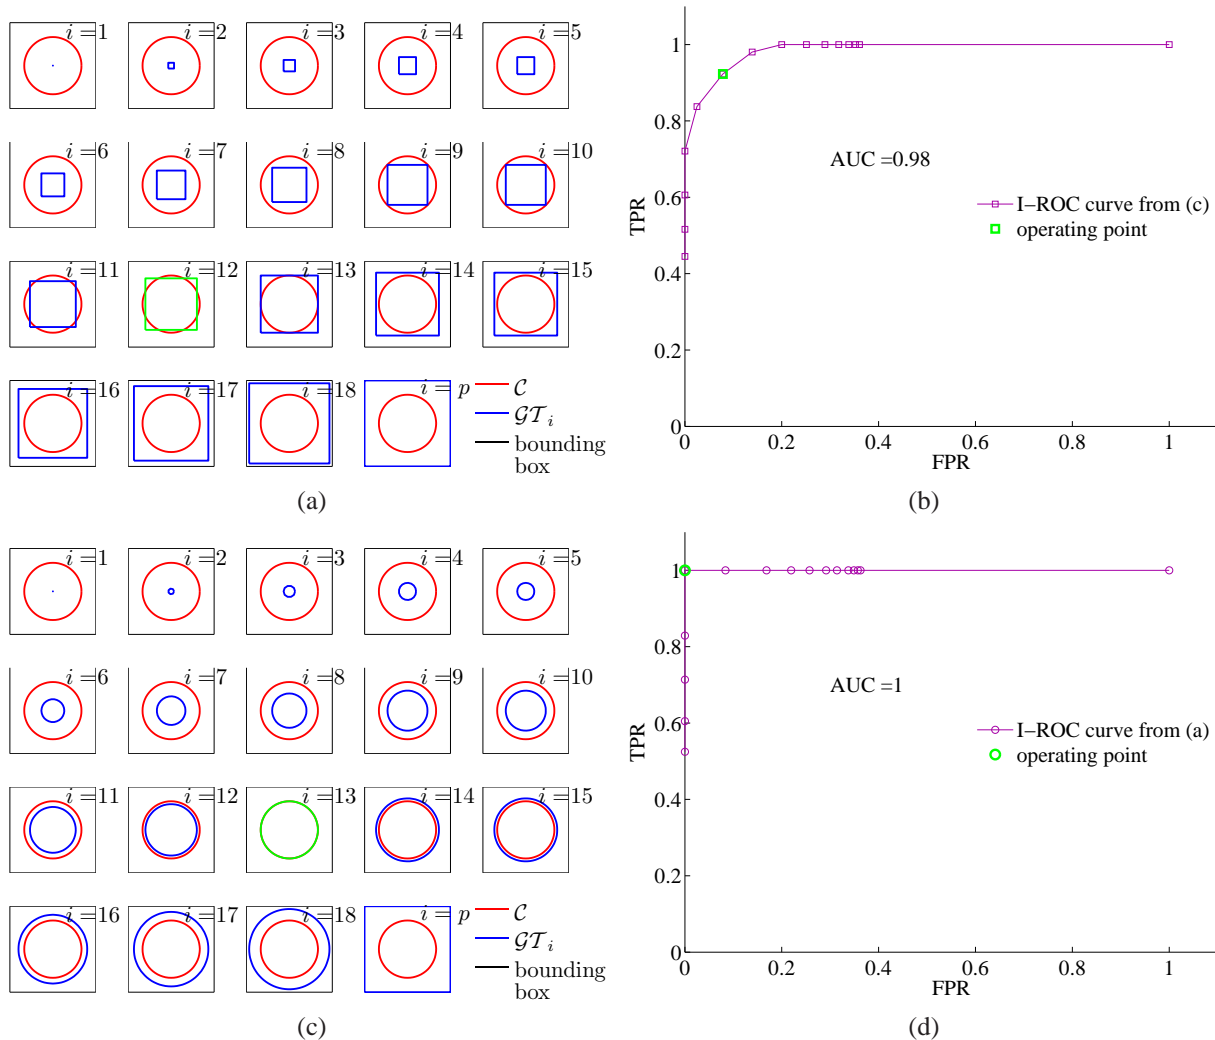 i=1 i=2 i=3 i=4 i=5
i=6 i=7 i=8 i=9 i=10
i=11 i=12 i=13 i=14 i=15
i=16 i=17 i=18 i=p
C
GT_i
bounding
box
(a)
1
0.8
0.6
0.4
0.2
0
TPR
AUC =0.98
I–ROC curve from (c)
operating point
0 0.2 0.4 0.6 0.8 1
FPR
(b)
i=1 i=2 i=3 i=4 i=5
i=6 i=7 i=8 i=9 i=10
i=11 i=12 i=13 i=14 i=15
i=16 i=17 i=18 i=p
C
GT_i
bounding
box
(c)
1
0.8
0.6
0.4
0.2
0
TPR
AUC =1
I–ROC curve from (a)
operating point
0 0.2 0.4 0.6 0.8 1
FPR
(d)